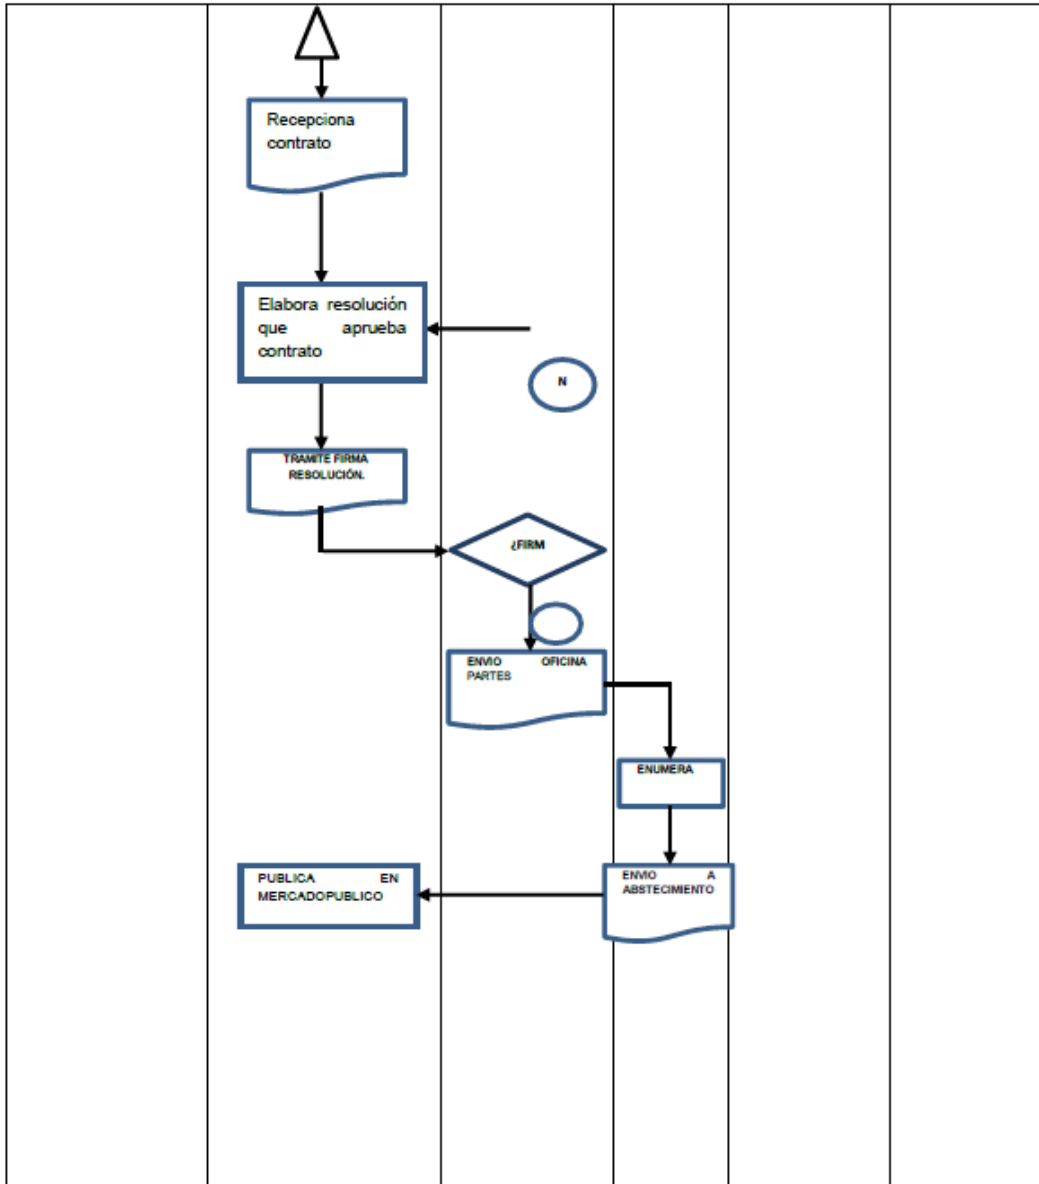 Recepciona
contrato
Elabora resolución
que aprueba
contrato
N
TRAMITE FIRMA
RESOLUCIÓN.
¿FIRM
ENVIO OFICINA
PARTES
ENUMERA
PUBLICA EN
MERCADOPUBLICO
ENVIO A
ABSTECIMIENTO